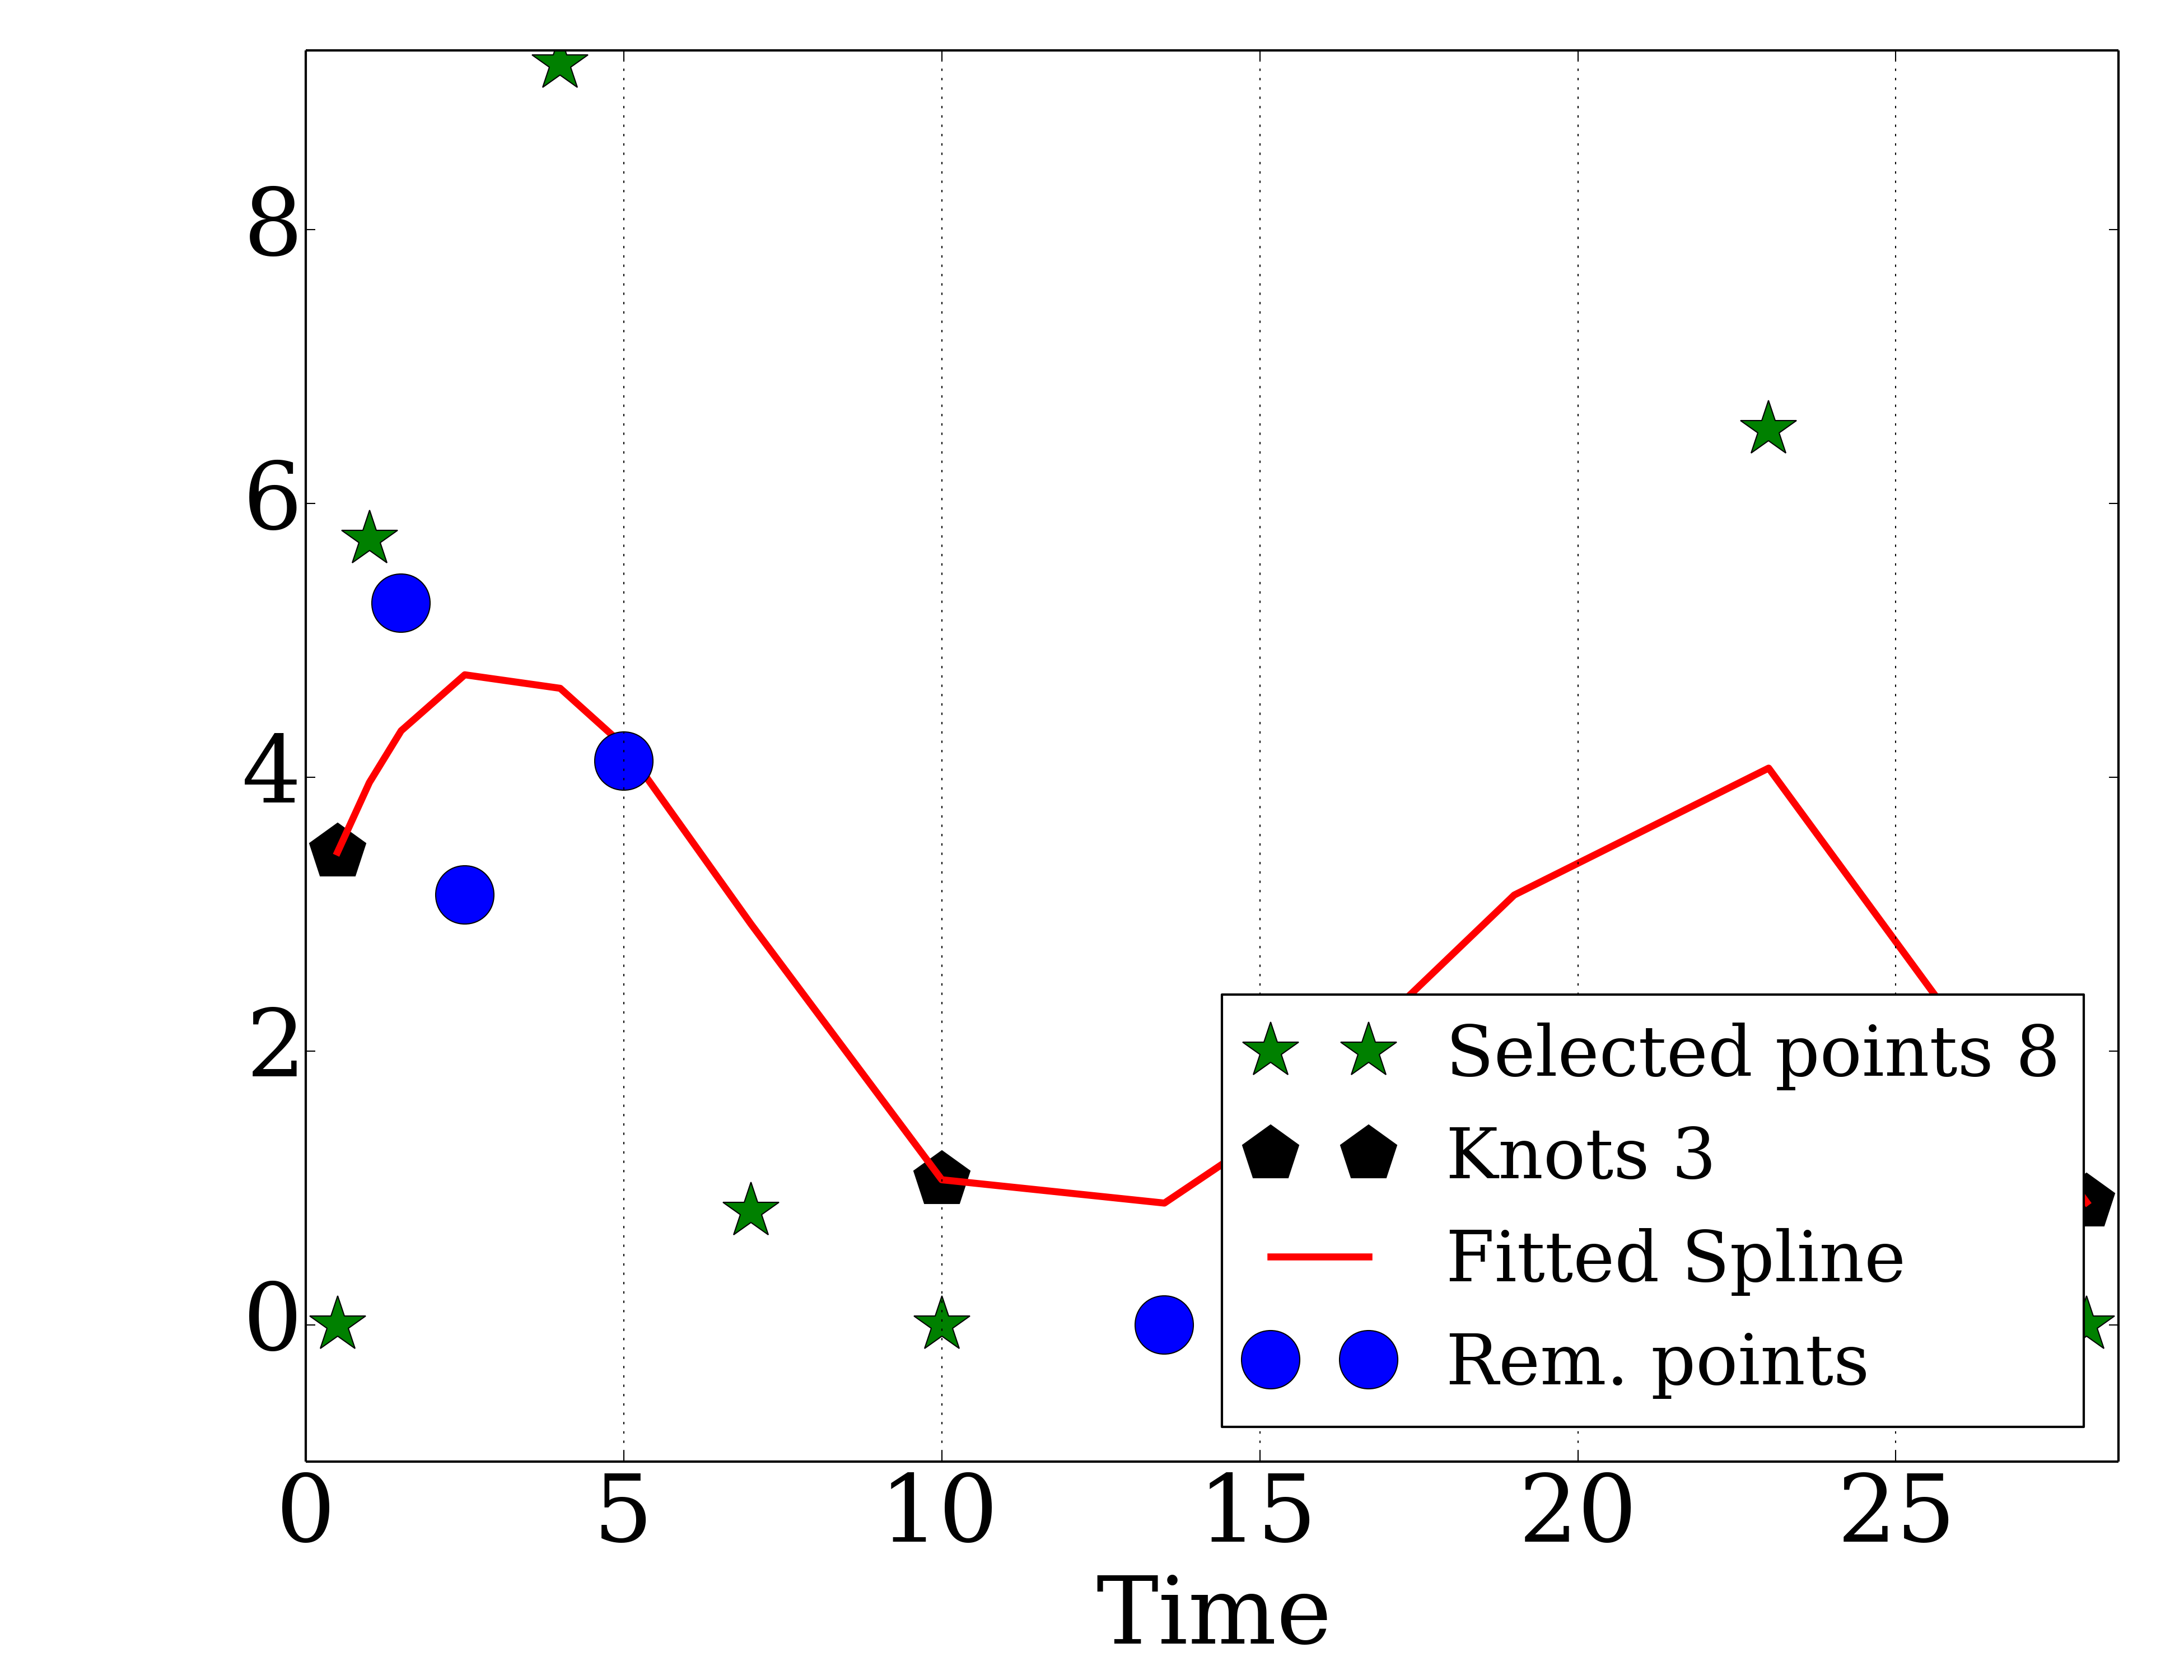 8
6
4
2
0
0 5 10 15 20 25
Time
Selected points 8
Knots 3
Fitted Spline
Rem. points